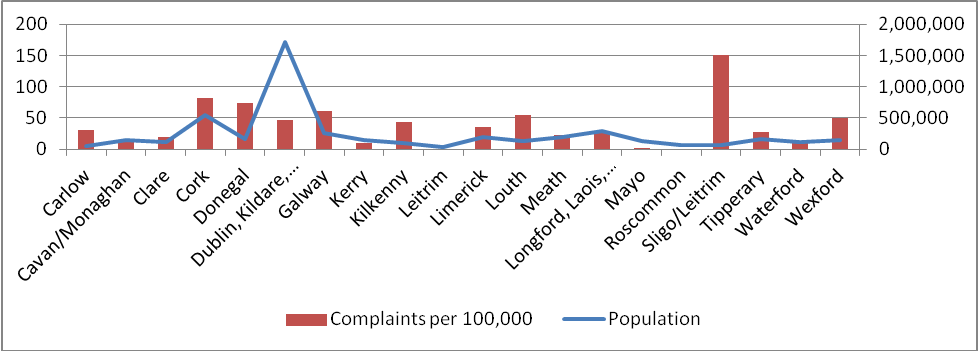 200
150
100
50
0
2,000,000
1,500,000
1,000,000
500,000
0
Carlow
Cavan/Monaghan
Clare
Cork
Donegal
Dublin, Kildare,...
Galway
Kerry
Kilkenny
Leitrim
Limerick
Louth
Meath
Longford, Laois,...
Mayo
Roscommon
Sligo/Leitrim
Tipperary
Waterford
Wexford
Complaints per 100,000
Population